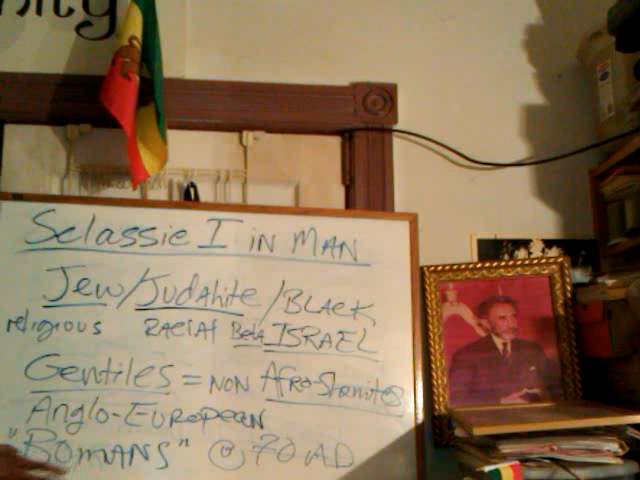 nity
Selassie I in MAN
Jew/Judahite/BLACK
religious Racial Beta ISRAEL
Gentiles = NON AFRO-Shemites
Anglo-European
"ROMANS" @ 70 AD